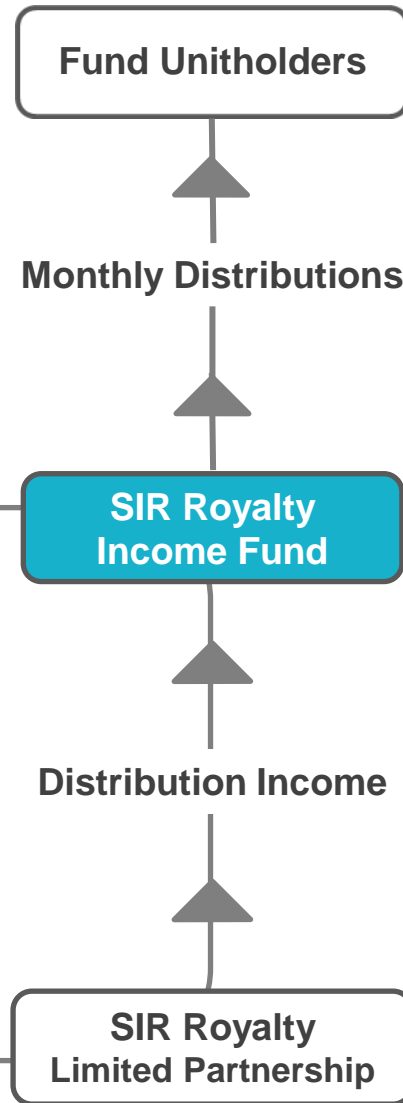 Fund Unitholders
Monthly Distributions
SIR Royalty
Income Fund
Distribution Income
SIR Royalty
Limited Partnership